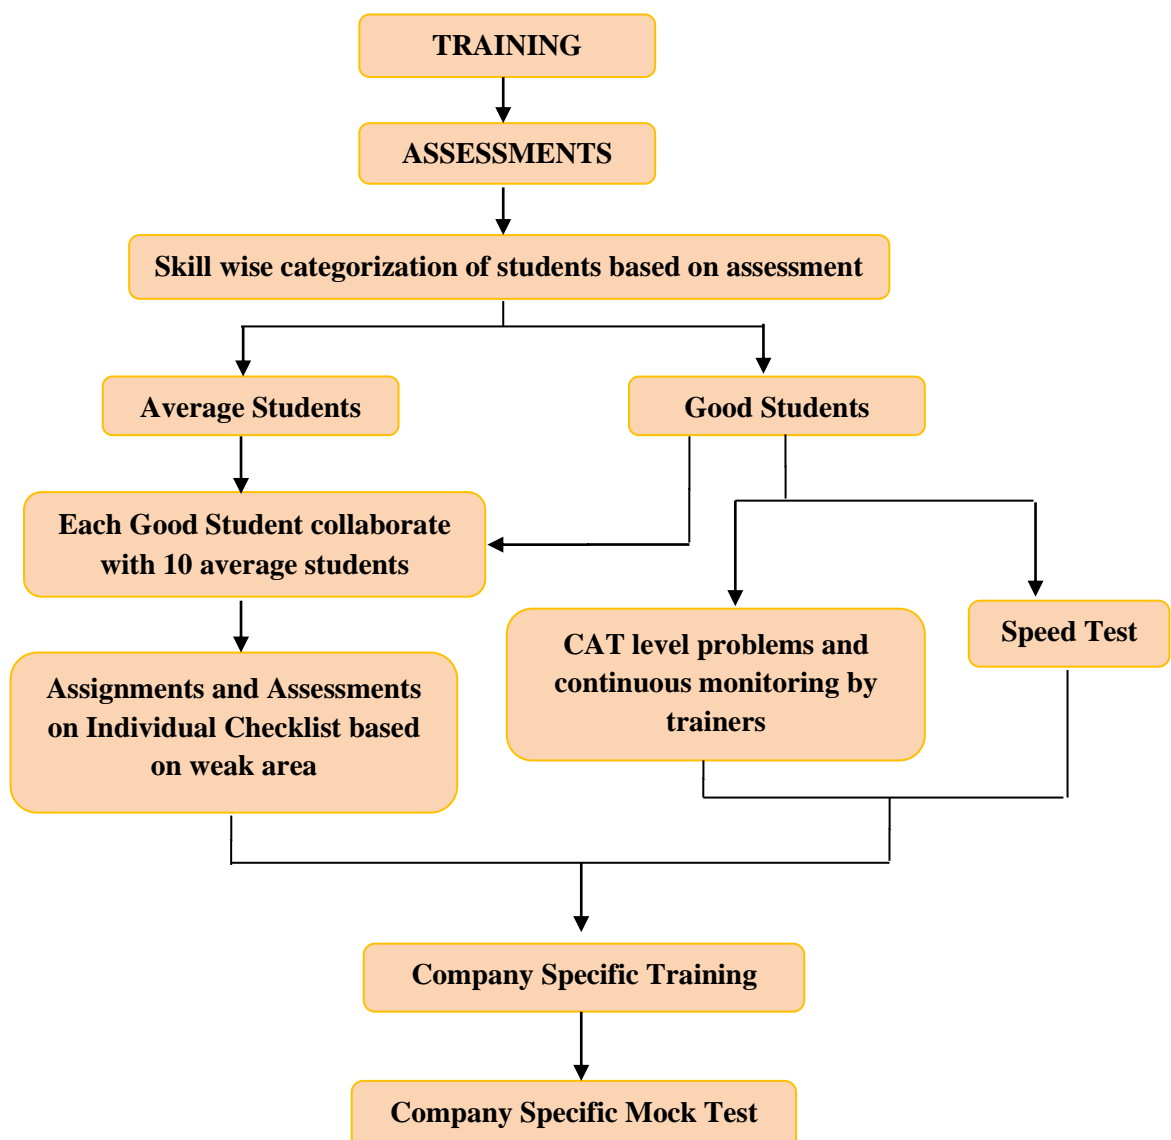 TRAINING
ASSESSMENTS
Skill wise categorization of students based on assessment
Average Students
Good Students
Each Good Student collaborate
with 10 average students
CAT level problems and
continuous monitoring by
trainers
Speed Test
Assignments and Assessments
on Individual Checklist based
on weak area
Company Specific Training
Company Specific Mock Test